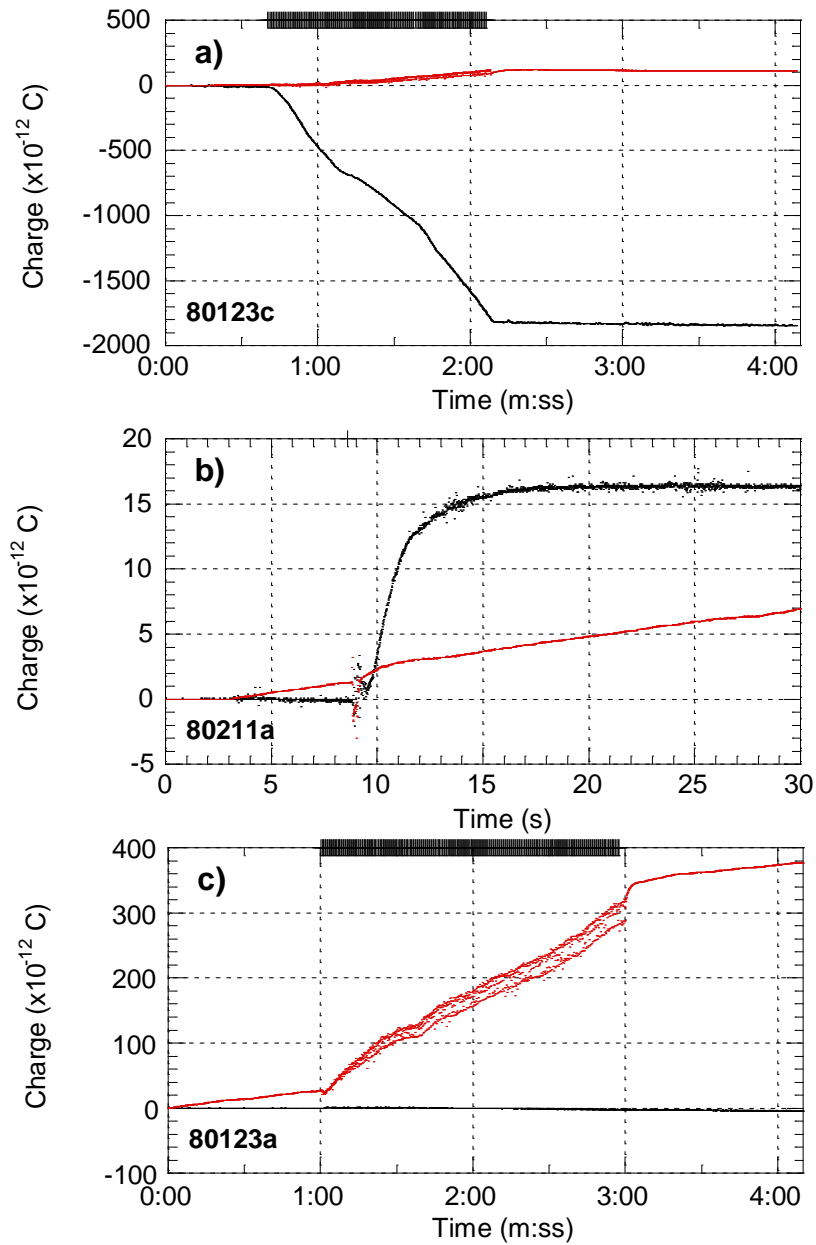 500
a)
0
-500
-1000
-1500
-2000
Charge (x10⁻¹² C)
80123c
0:00 1:00 2:00 3:00 4:00
Time (m:ss)
20
b)
15
10
5
0
-5
Charge (x10⁻¹² C)
80211a
0 5 10 15 20 25 30
Time (s)
400
c)
300
200
100
0
-100
Charge (x10⁻¹² C)
80123a
0:00 1:00 2:00 3:00 4:00
Time (m:ss)